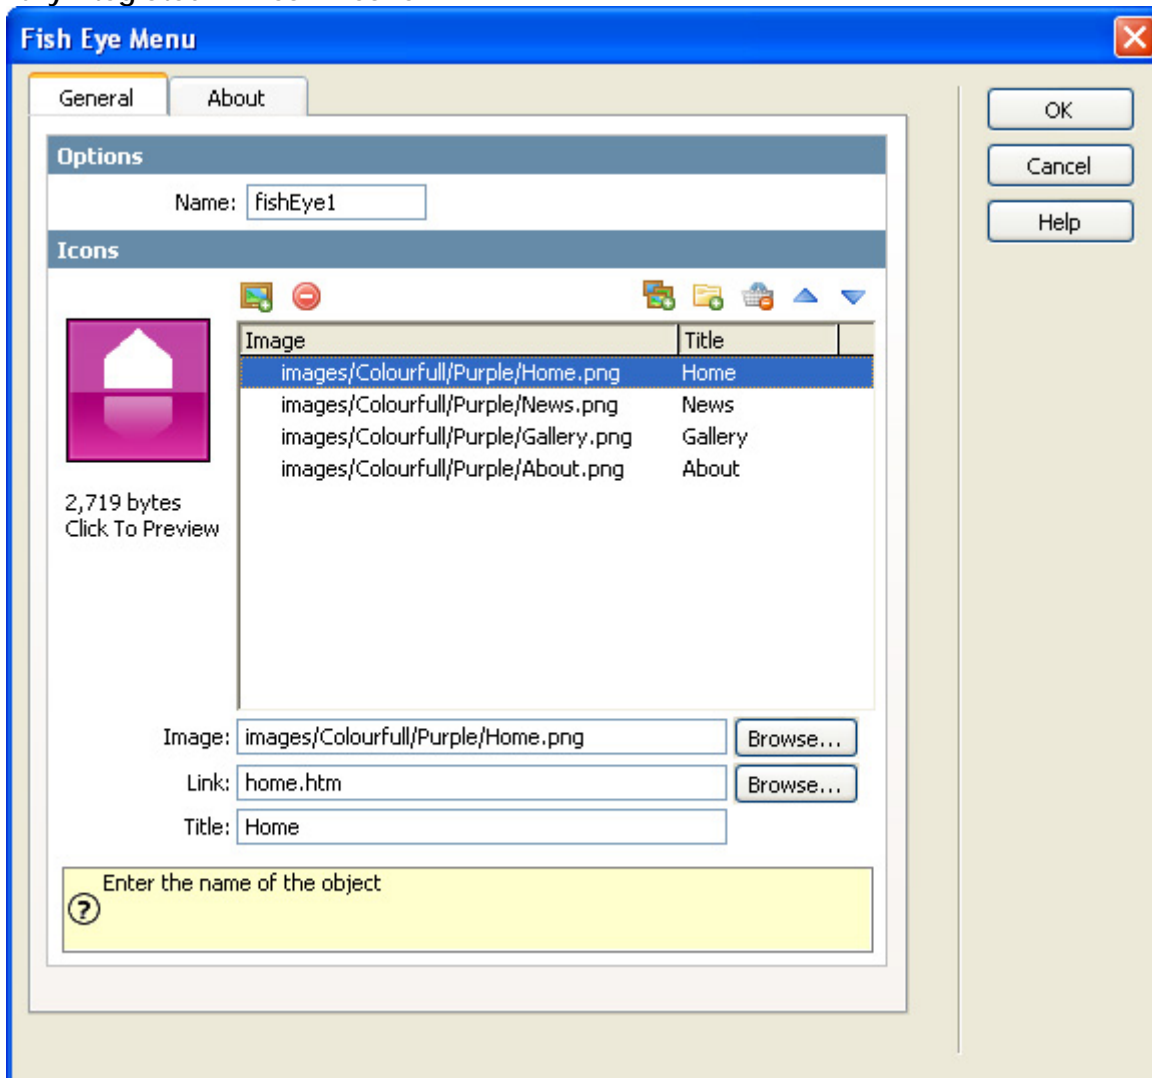 Fish Eye Menu
General About
OK
Cancel
Help
Options
Name: fishEye1
Icons
Image Title
images/Colourfull/Purple/Home.png Home
images/Colourfull/Purple/News.png News
images/Colourfull/Purple/Gallery.png Gallery
images/Colourfull/Purple/About.png About
2,719 bytes
Click To Preview
Image: images/Colourfull/Purple/Home.png Browse...
Link: home.htm Browse...
Title: Home
Enter the name of the object
?